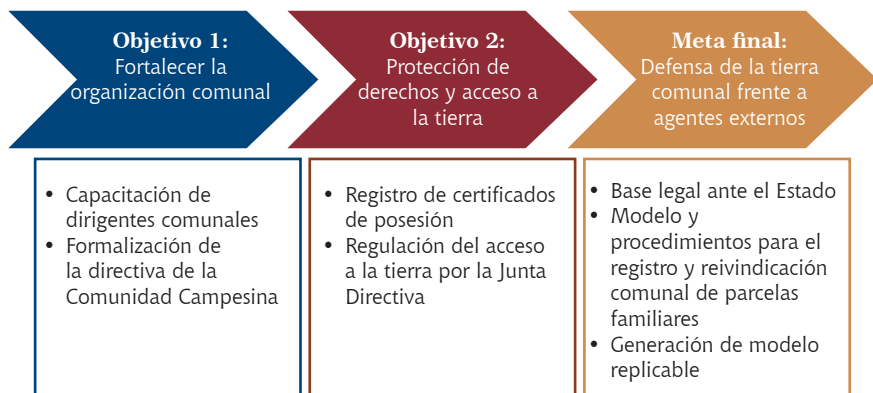 Objetivo 1:
Fortalecer la
organización comunal
Objetivo 2:
Protección de
derechos y acceso a
la tierra
Meta final:
Defensa de la tierra
comunal frente a
agentes externos
• Capacitación de
dirigentes comunales
• Formalización de
la directiva de la
Comunidad Campesina
• Registro de certificados
de posesión
• Regulación del acceso
a la tierra por la Junta
Directiva
• Base legal ante el Estado
• Modelo y
procedimientos para el
registro y reivindicación
comunal de parcelas
familiares
• Generación de modelo
replicable